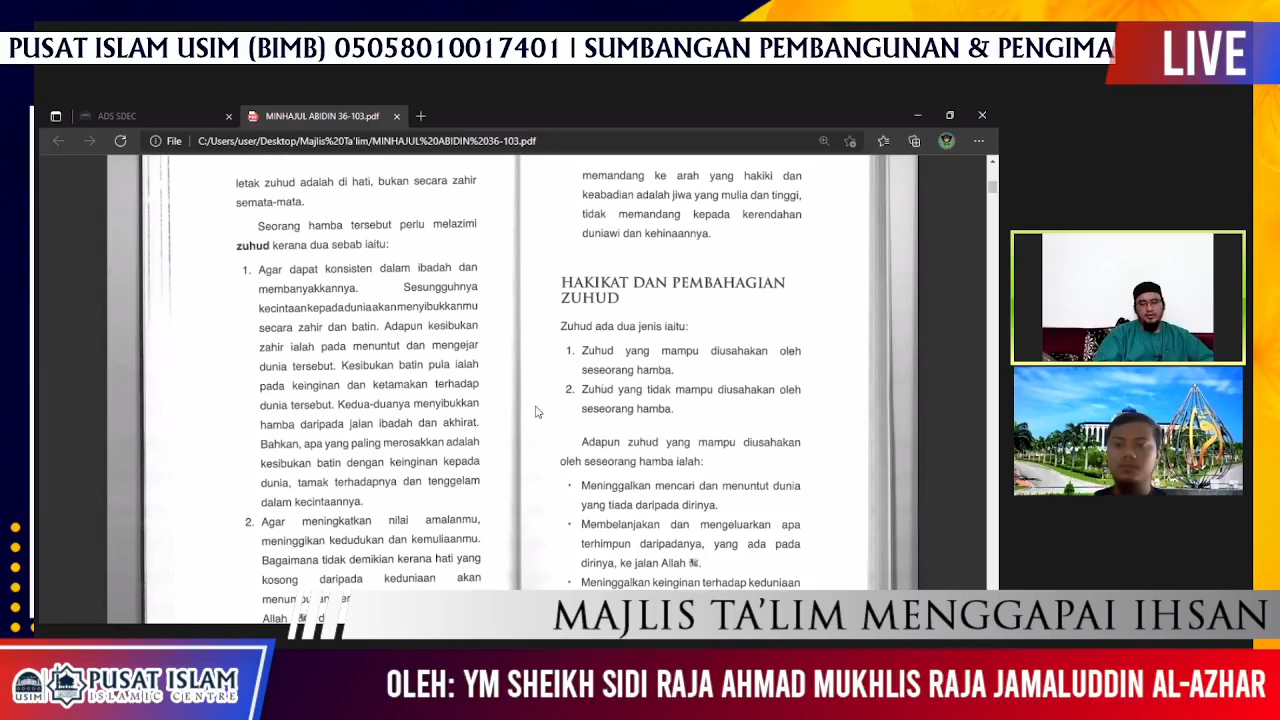 PUSAT ISLAM USIM (BIMB) 05058010017401 | SUMBANGAN PEMBANGUNAN & PENGIMA
LIVE
ADS SDEC
MINHAJUL ABIDIN 36-103.pdf
File
C:/Users/user/Desktop/Majlis%20Ta'lim/MINHAJUL%20ABIDIN%2036-103.pdf
letak zuhud adalah di hati, bukan secara zahir
semata-mata.
Seorang hamba tersebut perlu melazimi
zuhud kerana dua sebab iaitu:
1. Agar dapat konsisten dalam ibadah dan
membanyakkannya. Sesungguhnya
kecintaan kepada dunia akan menyibukkanmu
secara zahir dan batin. Adapun kesibukan
zahir ialah pada menuntut dan mengejar
dunia tersebut. Kesibukan batin pula ialah
pada keinginan dan ketamakan terhadap
dunia tersebut. Kedua-duanya menyibukkan
hamba daripada jalan ibadah dan akhirat.
Bahkan, apa yang paling merosakkan adalah
kesibukan batin dengan keinginan kepada
dunia, tamak terhadapnya dan tenggelam
dalam kecintaannya.
2. Agar meningkatkan nilai amalanmu,
meninggikan kedudukan dan kemuliaanmu.
Bagaimana tidak demikian kerana hati yang
kosong daripada keduniaan akan
Allah ﷻ
memandang ke arah yang hakiki dan
keabadian adalah jiwa yang mulia dan tinggi,
tidak memandang kepada kerendahan
duniawi dan kehinaannya.
HAKIKAT DAN PEMBAHAGIAN
ZUHUD
Zuhud ada dua jenis iaitu:
1. Zuhud yang mampu diusahakan oleh
seseorang hamba.
2. Zuhud yang tidak mampu diusahakan oleh
seseorang hamba.
Adapun zuhud yang mampu diusahakan
oleh seseorang hamba ialah:
• Meninggalkan mencari dan menuntut dunia
yang tiada daripada dirinya.
• Membelanjakan dan mengeluarkan apa
terhimpun daripadanya, yang ada pada
dirinya, ke jalan Allah ﷻ.
• Meninggalkan keinginan terhadap keduniaan
MAJLIS TA'LIM MENGGAPAI IHSAN
USIM
PUSAT ISLAM
ISLAMIC CENTRE
OLEH: YM SHEIKH SIDI RAJA AHMAD MUKHLIS RAJA JAMALUDDIN AL-AZHAR